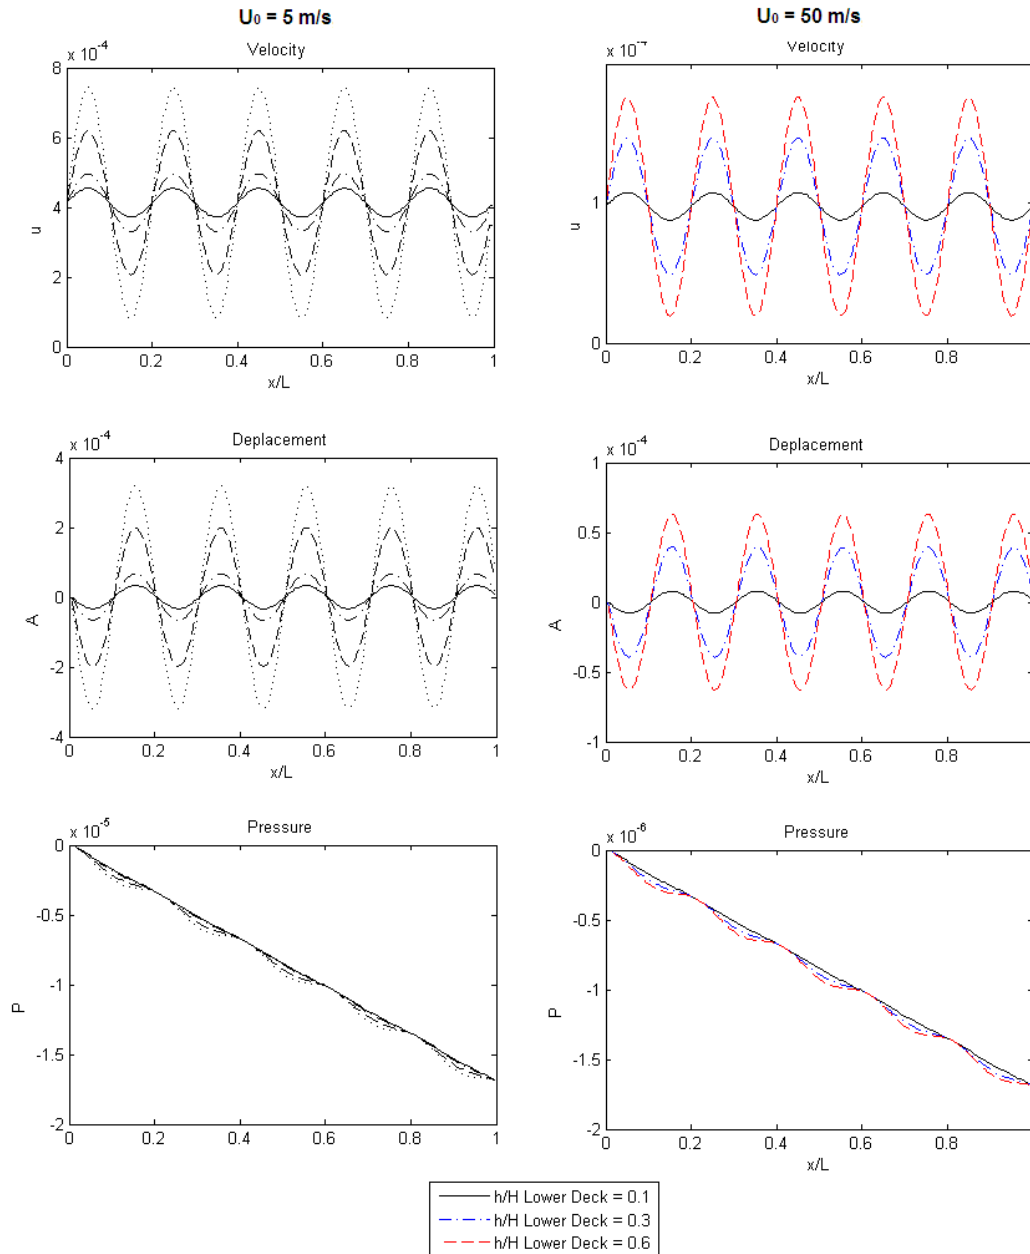 U₀ = 5 m/s
U₀ = 50 m/s
x 10⁻⁴
Velocity
8
6
4
2
0
u
0 0.2 0.4 0.6 0.8 1
x/L
x 10⁻⁴
Velocity
1
0
u
0 0.2 0.4 0.6 0.8
x/L
x 10⁻⁴
Deplacement
4
2
0
-2
-4
A
0 0.2 0.4 0.6 0.8 1
x/L
x 10⁻⁴
Deplacement
1
0.5
0
-0.5
-1
A
0 0.2 0.4 0.6 0.8
x/L
x 10⁻⁵
Pressure
0
-0.5
-1
-1.5
-2
P
0 0.2 0.4 0.6 0.8 1
x 10⁻⁶
Pressure
0
-0.5
-1
-1.5
-2
P
0 0.2 0.4 0.6 0.8
x/L
h/H Lower Deck = 0.1
h/H Lower Deck = 0.3
h/H Lower Deck = 0.6